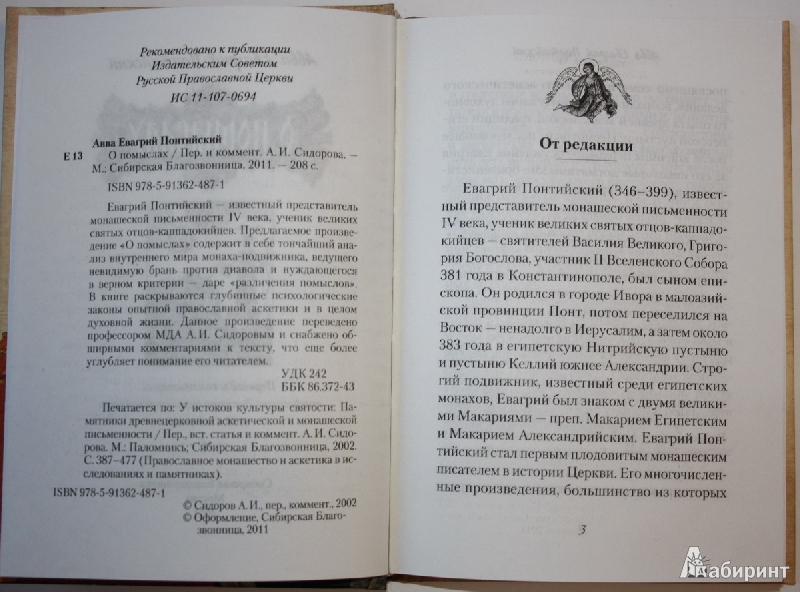 Рекомендовано к публикации
Издательским Советом
Русской Православной Церкви
ИС 11-107-0694
Авва Евагрий Понтийский
Е 13 О помыслах / Пер. и коммент. А. И. Сидорова. –
М.: Сибирская Благозвонница, 2011. – 208 с.
ISBN 978-5-91362-487-1
Евагрий Понтийский – известный представитель
монашеской письменности IV века, ученик великих
святых отцов-каппадокийцев. Предлагаемое произве-
дение «О помыслах» содержит в себе тончайший анализ
внутреннего мира монаха-подвижника, ведущего
невидимую брань против диавола и нуждающегося
в верном критерии – даре «различения помыслов».
В книге раскрываются глубинные психологические
законы опытной православной аскетики и в целом
духовной жизни. Данное произведение переведено
профессором МДА А. И. Сидоровым и снабжено об-
ширными комментариями к тексту, что еще более
углубляет понимание его читателем.
УДК 242
ББК 86.372-43
Печатается по: У истоков культуры святости: Па-
мятники древнецерковной аскетической и монашеской
письменности / Пер., вст. статья и коммент. А. И. Сидо-
рова. М.: Паломникъ; Сибирская Благозвонница, 2002.
С. 387–477 (Православное монашество и аскетика в ис-
следованиях и памятниках).
ISBN 978-5-91362-487-1
© Сидоров А. И., пер., коммент., 2002
© Оформление, Сибирская Благо-
звонница, 2011
От редакции
Евагрий Понтийский (346–399), извест-
ный представитель монашеской письменности
IV века, ученик великих святых отцов-каппадо-
кийцев – святителей Василия Великого, Григо-
рия Богослова, участник II Вселенского Собора
381 года в Константинополе, был сыном епи-
скопа. Он родился в городе Ивора в малоазий-
ской провинции Понт, потом переселился на
Восток – ненадолго в Иерусалим, а затем около
383 года в египетскую Нитрийскую пустыню
и пустыню Келлий южнее Александрии. Стро-
гий подвижник, известный среди египетских
монахов, Евагрий был знаком с двумя велики-
ми Макариями – преп. Макарием Египетским
и Макарием Александрийским. Евагрий Пон-
тийский стал первым плодовитым монашеским
писателем в истории Церкви. Его многочислен-
ные произведения, большинство из которых
3
Лабиринт